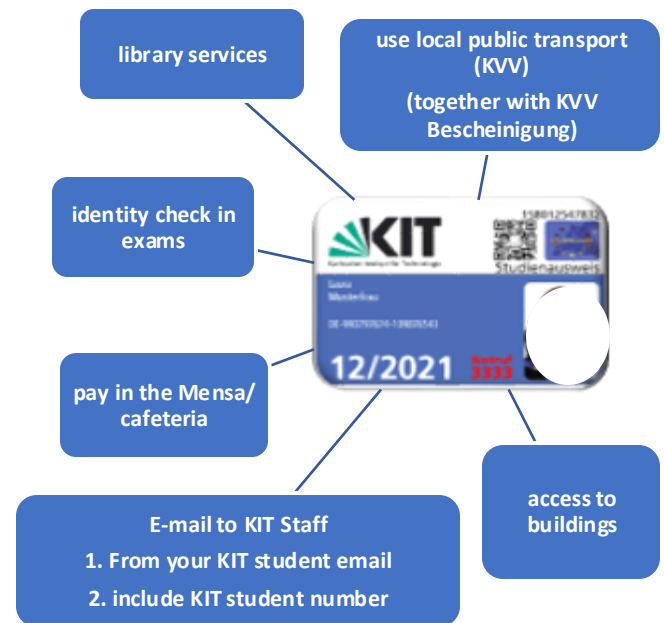 library services
use local public transport
(KVV)
(together with KVV
Bescheinigung)
identity check in
exams
KIT
Studienausweis
12/2021
3333
pay in the Mensa/
cafeteria
access to
buildings
E-mail to KIT Staff
1. From your KIT student email
2. include KIT student number